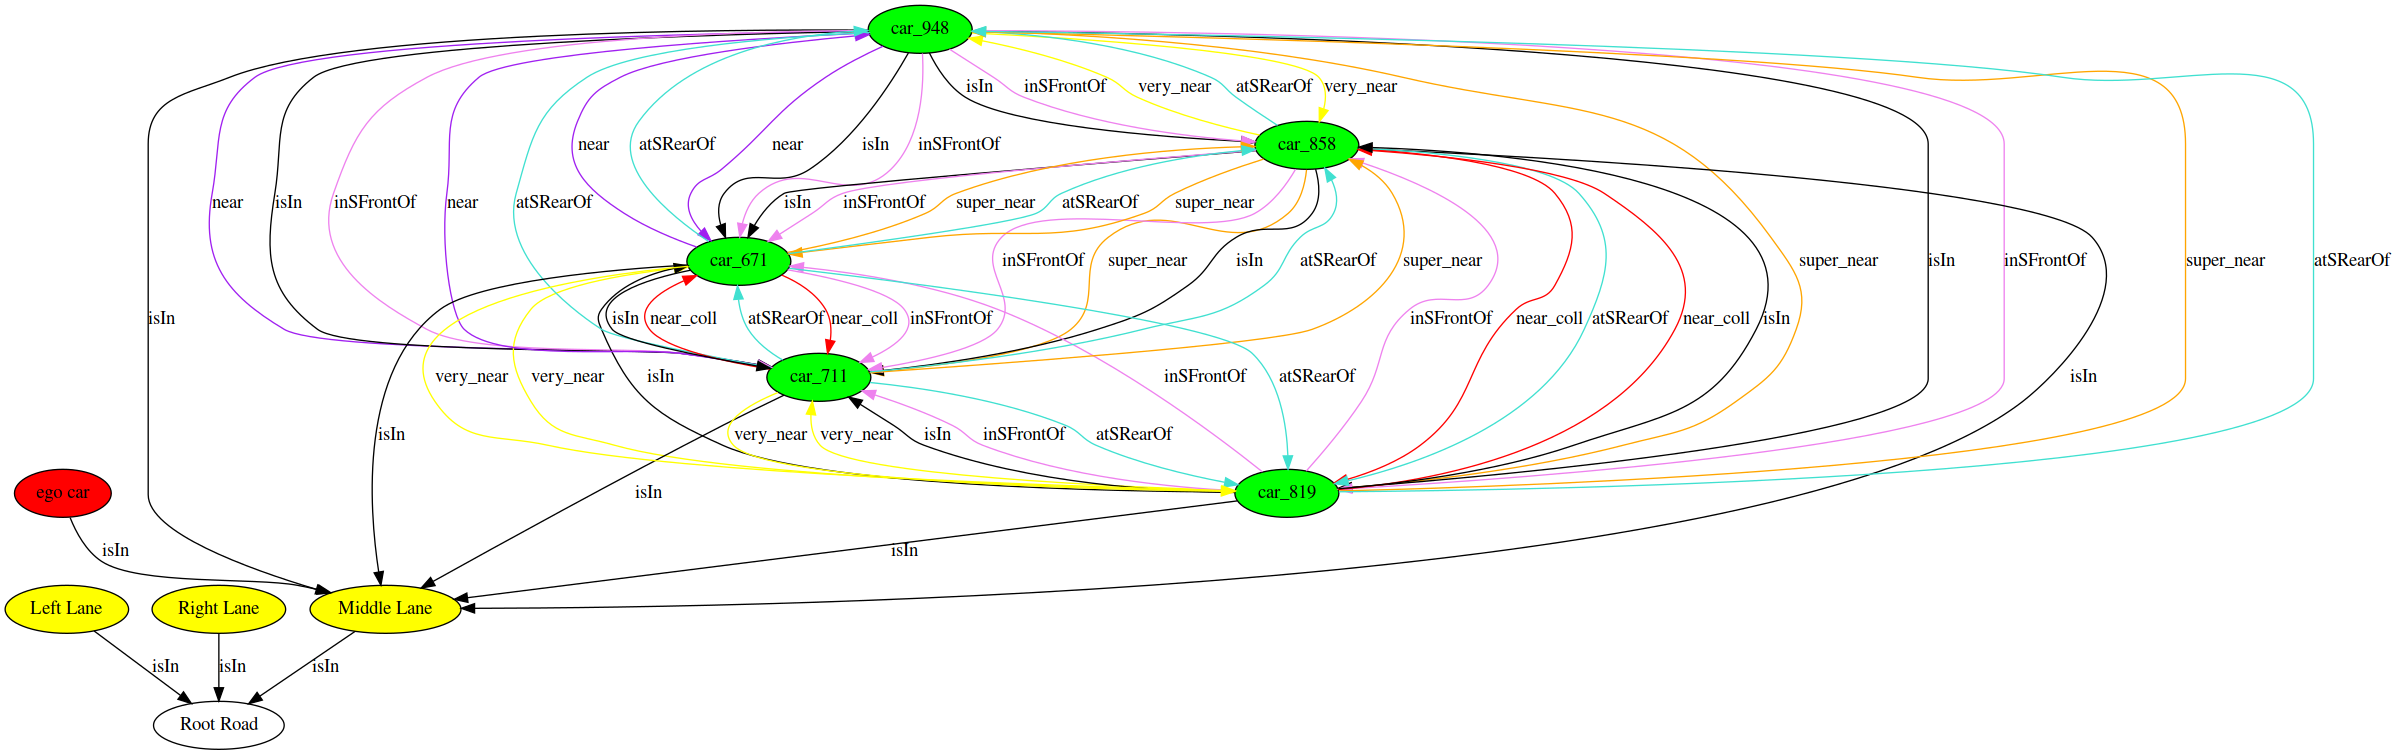 car_948
isIn inSFrontOf very_near atSRearOf very_near
car_858
near atSRearOf near isIn inSFrontOf
near isIn inSFrontOf near atSRearOf isIn inSFrontOf super_near atSRearOf super_near
car_671
inSFrontOf super_near isIn atSRearOf super_near super_near isIn inSFrontOf super_near atSRearOf
isIn isIn near_coll atSRearOf near_coll inSFrontOf inSFrontOf near_coll atSRearOf near_coll isIn
car_711
very_near very_near isIn inSFrontOf atSRearOf isIn
isIn very_near very_near isIn inSFrontOf atSRearOf
ego car
isIn
car_819
isIn isIn
Left Lane
Right Lane
Middle Lane
isIn isIn isIn
Root Road